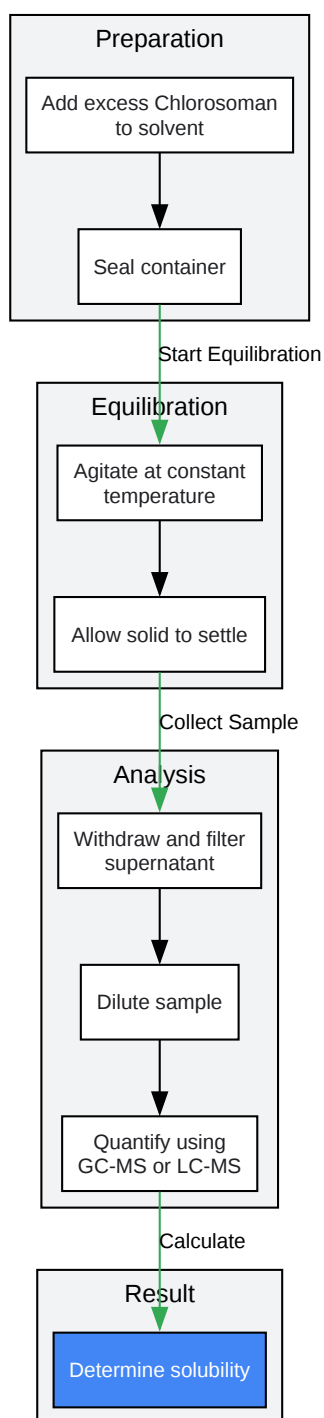 Preparation
Add excess Chlorosoman
to solvent
Seal container
Start Equilibration
Equilibration
Agitate at constant
temperature
Allow solid to settle
Collect Sample
Analysis
Withdraw and filter
supernatant
Dilute sample
Quantify using
GC-MS or LC-MS
Calculate
Result
Determine solubility